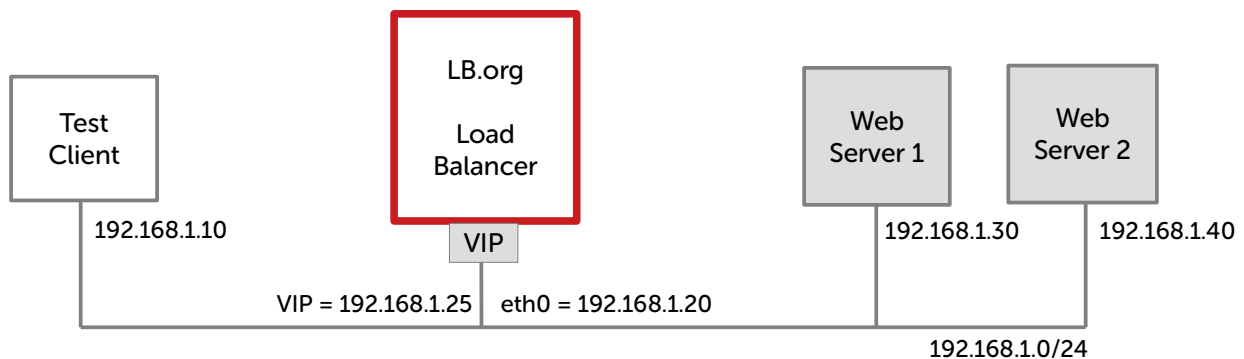 LB.org
Load
Balancer
Test
Client
Web
Server 1
Web
Server 2
192.168.1.10
VIP
192.168.1.30
192.168.1.40
VIP = 192.168.1.25
eth0 = 192.168.1.20
192.168.1.0/24